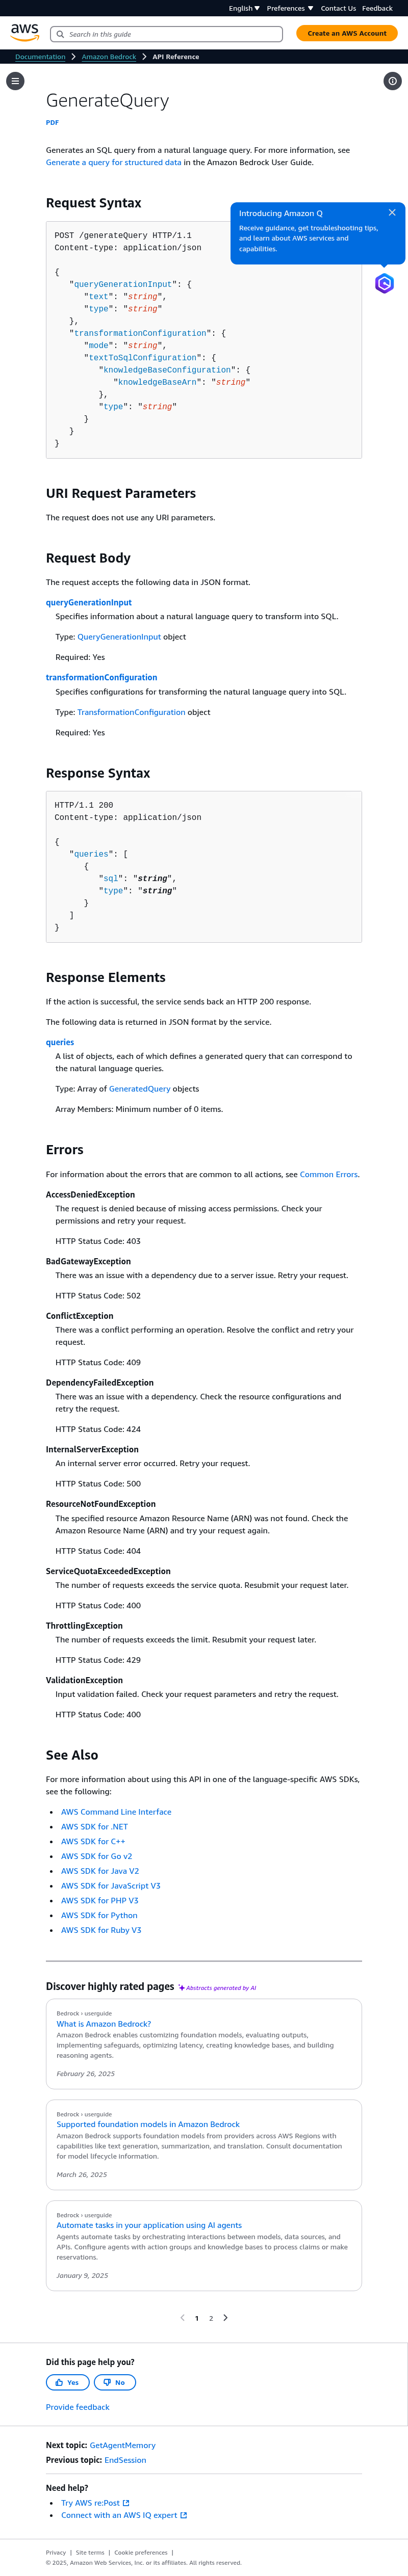 English Preferences Contact Us Feedback
aws Search in this guide Create an AWS Account
Documentation Amazon Bedrock API Reference
GenerateQuery
PDF
Generates an SQL query from a natural language query. For more information, see
Generate a query for structured data in the Amazon Bedrock User Guide.
Request Syntax
Introducing Amazon Q
Receive guidance, get troubleshooting tips,
and learn about AWS services and
capabilities.
POST /generateQuery HTTP/1.1
Content-type: application/json
{
   "queryGenerationInput": {
      "text": "string",
      "type": "string"
   },
   "transformationConfiguration": {
      "mode": "string",
      "textToSqlConfiguration": {
         "knowledgeBaseConfiguration": {
            "knowledgeBaseArn": "string"
         },
         "type": "string"
      }
   }
}
URI Request Parameters
The request does not use any URI parameters.
Request Body
The request accepts the following data in JSON format.
queryGenerationInput
Specifies information about a natural language query to transform into SQL.
Type: QueryGenerationInput object
Required: Yes
transformationConfiguration
Specifies configurations for transforming the natural language query into SQL.
Type: TransformationConfiguration object
Required: Yes
Response Syntax
HTTP/1.1 200
Content-type: application/json
{
   "queries": [
      {
         "sql": "string",
         "type": "string"
      }
   ]
}
Response Elements
If the action is successful, the service sends back an HTTP 200 response.
The following data is returned in JSON format by the service.
queries
A list of objects, each of which defines a generated query that can correspond to
the natural language queries.
Type: Array of GeneratedQuery objects
Array Members: Minimum number of 0 items.
Errors
For information about the errors that are common to all actions, see Common Errors.
AccessDeniedException
The request is denied because of missing access permissions. Check your
permissions and retry your request.
HTTP Status Code: 403
BadGatewayException
There was an issue with a dependency due to a server issue. Retry your request.
HTTP Status Code: 502
ConflictException
There was a conflict performing an operation. Resolve the conflict and retry your
request.
HTTP Status Code: 409
DependencyFailedException
There was an issue with a dependency. Check the resource configurations and
retry the request.
HTTP Status Code: 424
InternalServerException
An internal server error occurred. Retry your request.
HTTP Status Code: 500
ResourceNotFoundException
The specified resource Amazon Resource Name (ARN) was not found. Check the
Amazon Resource Name (ARN) and try your request again.
HTTP Status Code: 404
ServiceQuotaExceededException
The number of requests exceeds the service quota. Resubmit your request later.
HTTP Status Code: 400
ThrottlingException
The number of requests exceeds the limit. Resubmit your request later.
HTTP Status Code: 429
ValidationException
Input validation failed. Check your request parameters and retry the request.
HTTP Status Code: 400
See Also
For more information about using this API in one of the language-specific AWS SDKs,
see the following:
• AWS Command Line Interface
• AWS SDK for .NET
• AWS SDK for C++
• AWS SDK for Go v2
• AWS SDK for Java V2
• AWS SDK for JavaScript V3
• AWS SDK for PHP V3
• AWS SDK for Python
• AWS SDK for Ruby V3
Discover highly rated pages Abstracts generated by AI
Bedrock › userguide
What is Amazon Bedrock?
Amazon Bedrock enables customizing foundation models, evaluating outputs,
implementing safeguards, optimizing latency, creating knowledge bases, and building
reasoning agents.
February 26, 2025
Bedrock › userguide
Supported foundation models in Amazon Bedrock
Amazon Bedrock supports foundation models from providers across AWS Regions with
capabilities like text generation, summarization, and translation. Consult documentation
for model lifecycle information.
March 26, 2025
Bedrock › userguide
Automate tasks in your application using AI agents
Agents automate tasks by orchestrating interactions between models, data sources, and
APIs. Configure agents with action groups and knowledge bases to process claims or make
reservations.
January 9, 2025
1 2
Did this page help you?
Yes No
Provide feedback
Next topic: GetAgentMemory
Previous topic: EndSession
Need help?
• Try AWS re:Post
• Connect with an AWS IQ expert
Privacy | Site terms | Cookie preferences |
© 2025, Amazon Web Services, Inc. or its affiliates. All rights reserved.